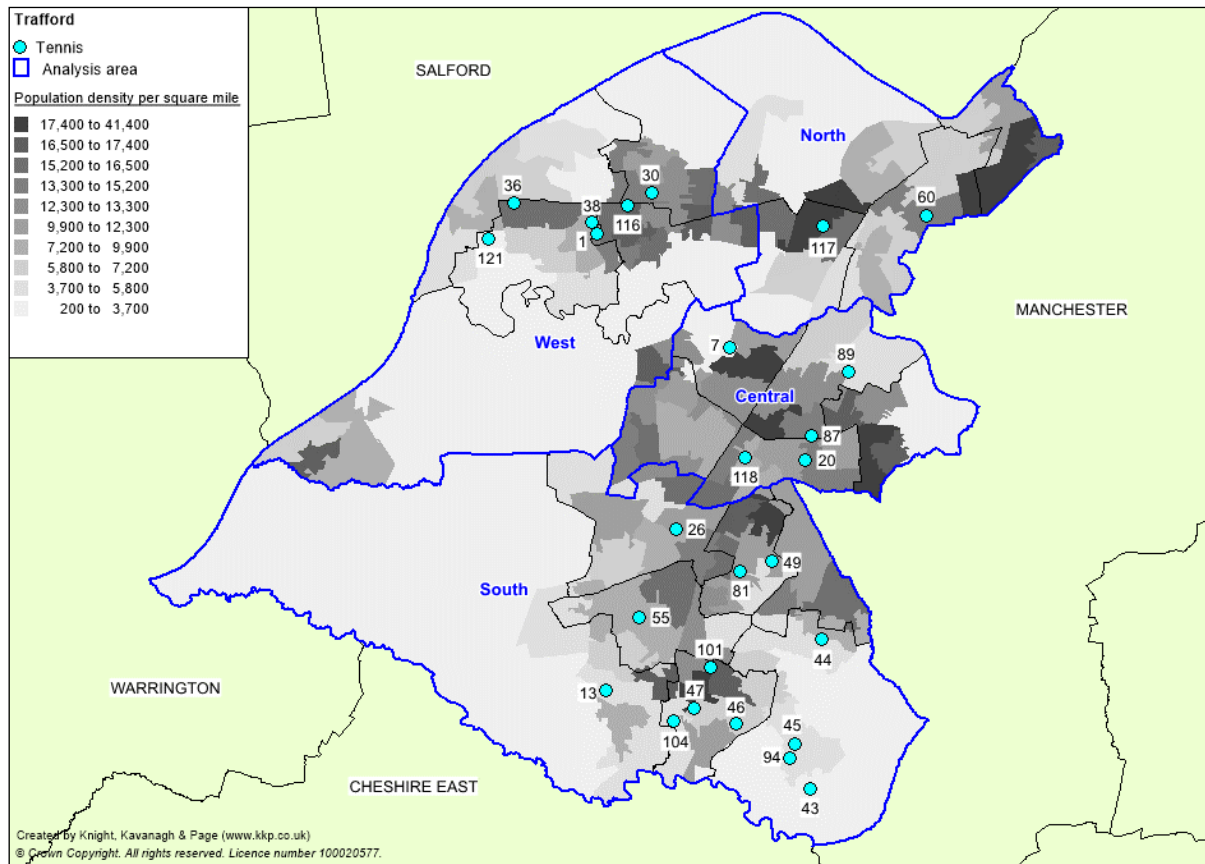 Trafford
Tennis
Analysis area
Population density per square mile
17,400 to 41,400
16,500 to 17,400
15,200 to 16,500
13,300 to 15,200
12,300 to 13,300
9,900 to 12,300
7,200 to 9,900
5,800 to 7,200
3,700 to 5,800
200 to 3,700
SALFORD
North
36
30
38
116
1
121
60
117
MANCHESTER
West
7
89
Central
87
118
20
26
49
81
South
55
44
101
WARRINGTON
13
47
46
104
45
94
43
CHESHIRE EAST
Created by Knight, Kavanagh & Page (www.kkp.co.uk)
© Crown Copyright. All rights reserved. Licence number 100020577.